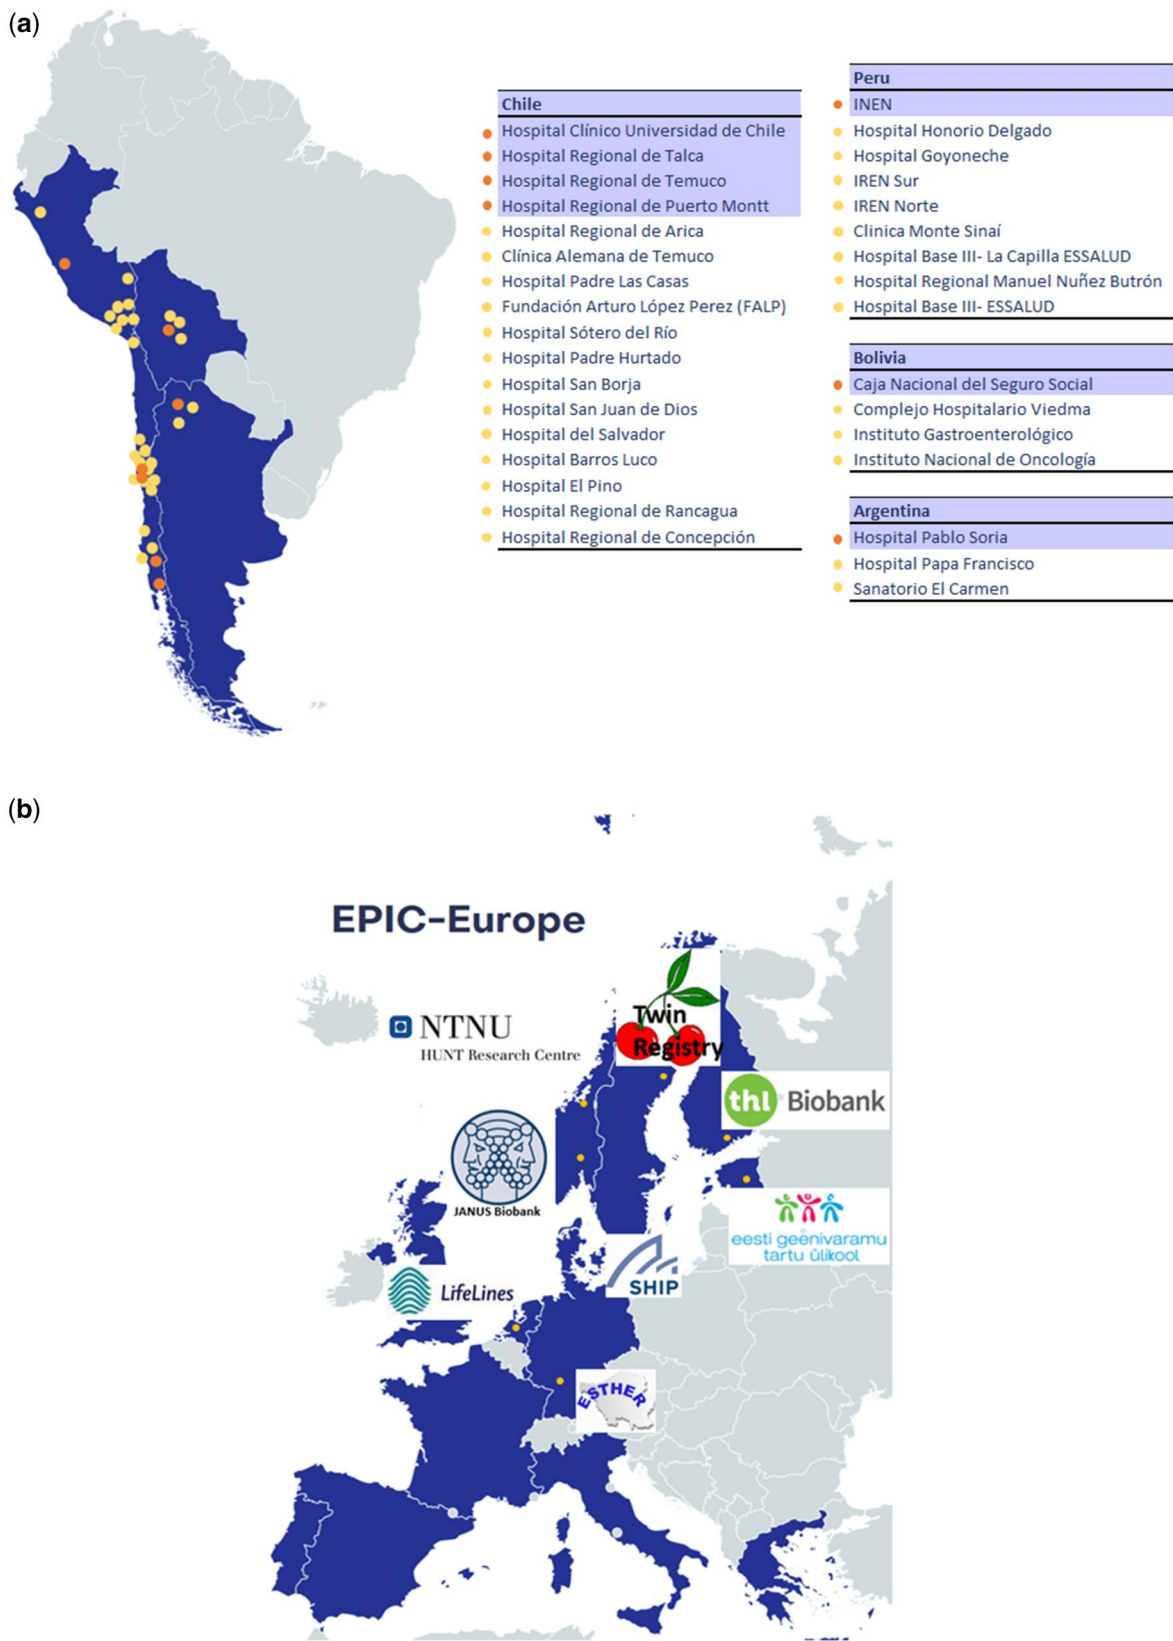 (a)
Chile
Hospital Clínico Universidad de Chile
Hospital Regional de Talca
Hospital Regional de Temuco
Hospital Regional de Puerto Montt
Hospital Regional de Arica
Clínica Alemana de Temuco
Hospital Padre Las Casas
Fundación Arturo López Perez (FALP)
Hospital Sótero del Río
Hospital Padre Hurtado
Hospital San Borja
Hospital San Juan de Dios
Hospital del Salvador
Hospital Barros Luco
Hospital El Pino
Hospital Regional de Rancagua
Hospital Regional de Concepción
Peru
INEN
Hospital Honorio Delgado
Hospital Goyoneche
IREN Sur
IREN Norte
Clinica Monte Sinaí
Hospital Base III- La Capilla ESSALUD
Hospital Regional Manuel Nuñez Butrón
Hospital Base III- ESSALUD
Bolivia
Caja Nacional del Seguro Social
Complejo Hospitalario Viedma
Instituto Gastroenterológico
Instituto Nacional de Oncología
Argentina
Hospital Pablo Soria
Hospital Papa Francisco
Sanatorio El Carmen
(b)
EPIC-Europe
NTNU
HUNT Research Centre
Twin
Registry
thl Biobank
JANUS Biobank
eesti geenivaramu
tartu ülikool
SHIP
LifeLines
ESTHER